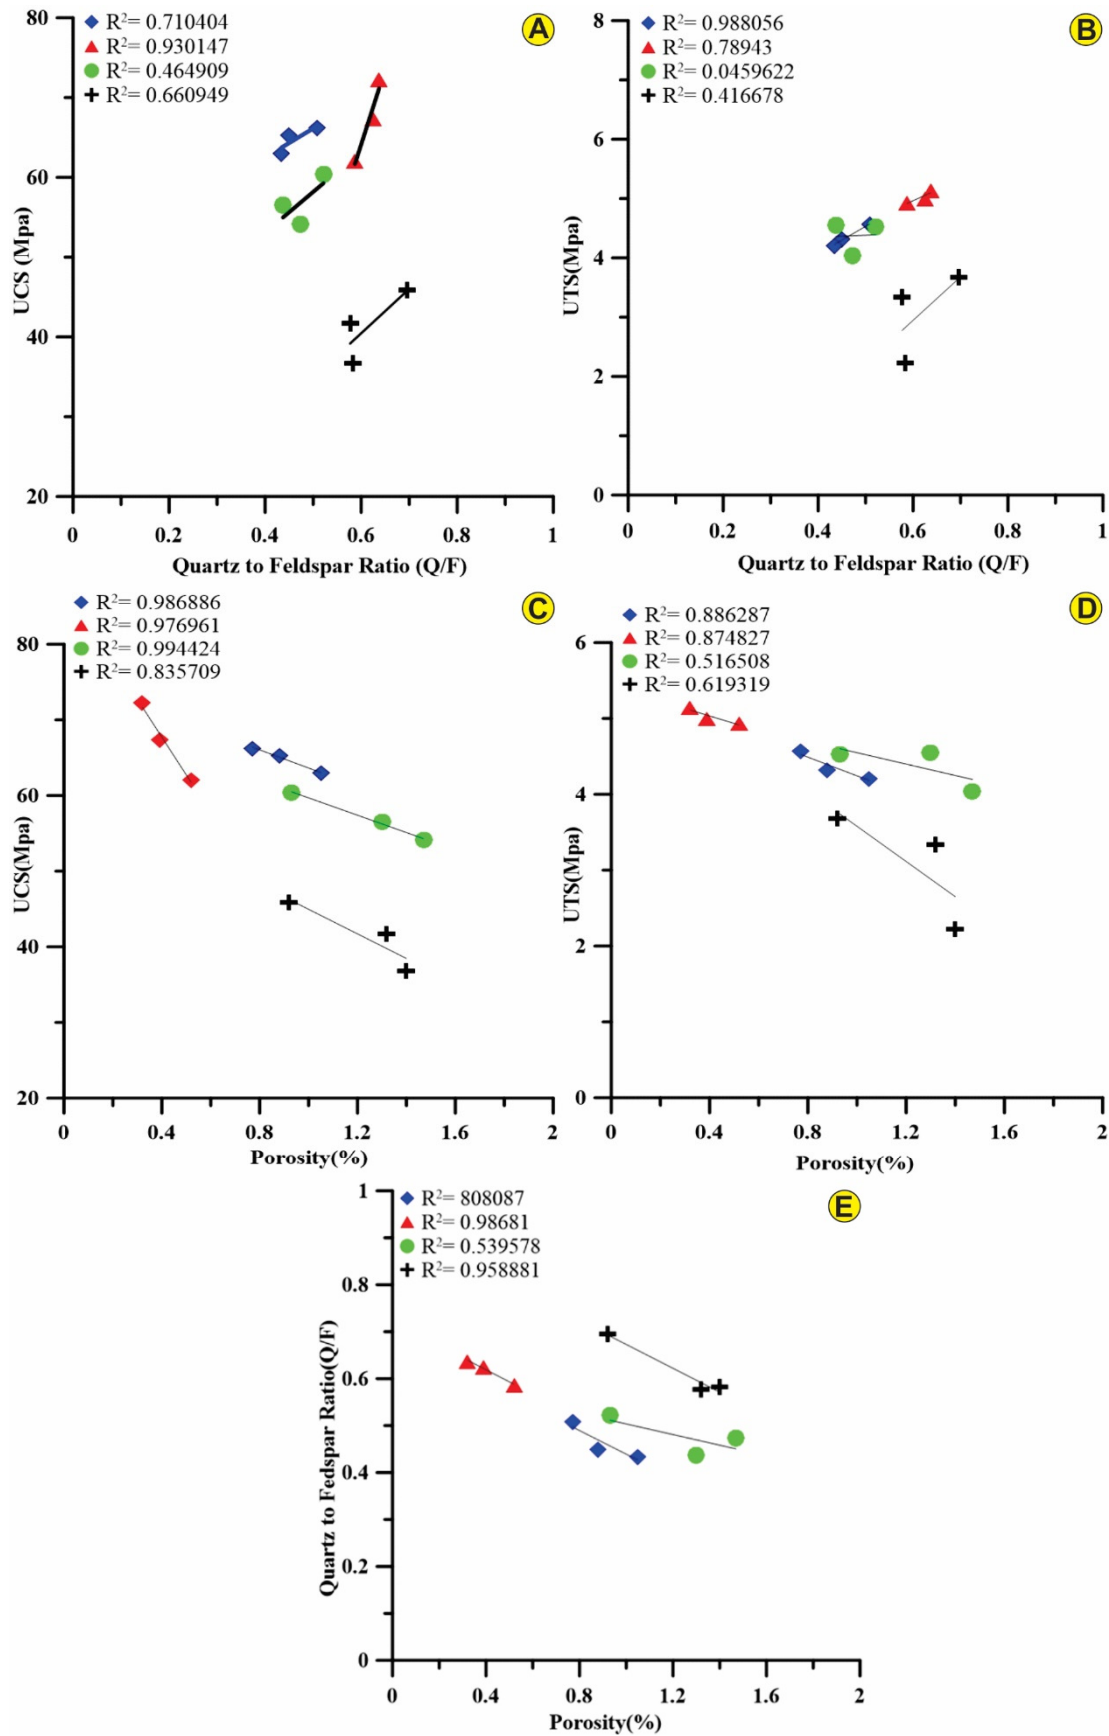 A
R²= 0.710404
R²= 0.930147
R²= 0.464909
R²= 0.660949
80
60
40
20
UCS (Mpa)
0
0.2
0.4
0.6
0.8
1
Quartz to Feldspar Ratio (Q/F)
B
R²= 0.988056
R²= 0.78943
R²= 0.0459622
R²= 0.416678
8
6
4
2
0
UTS(Mpa)
0
0.2
0.4
0.6
0.8
1
Quartz to Feldspar Ratio (Q/F)
C
R²= 0.986886
R²= 0.976961
R²= 0.994424
R²= 0.835709
80
60
40
20
UCS(Mpa)
0
0.4
0.8
1.2
1.6
2
Porosity(%)
D
R²= 0.886287
R²= 0.874827
R²= 0.516508
R²= 0.619319
6
4
2
0
UTS(Mpa)
0
0.4
0.8
1.2
1.6
2
Porosity(%)
E
R²= 808087
R²= 0.98681
R²= 0.539578
R²= 0.958881
1
0.8
0.6
0.4
0.2
0
Quartz to Fedspar Ratio(Q/F)
0
0.4
0.8
1.2
1.6
2
Porosity(%)